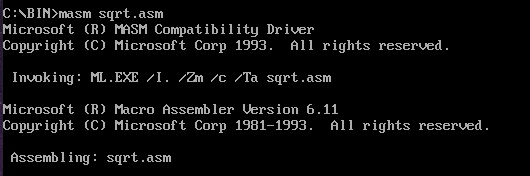 C:\BIN>masm sqrt.asm
Microsoft (R) MASM Compatibility Driver
Copyright (C) Microsoft Corp 1993.  All rights reserved.
Invoking: ML.EXE /I. /Zm /c /Ta sqrt.asm
Microsoft (R) Macro Assembler Version 6.11
Copyright (C) Microsoft Corp 1981-1993.  All rights reserved.
Assembling: sqrt.asm